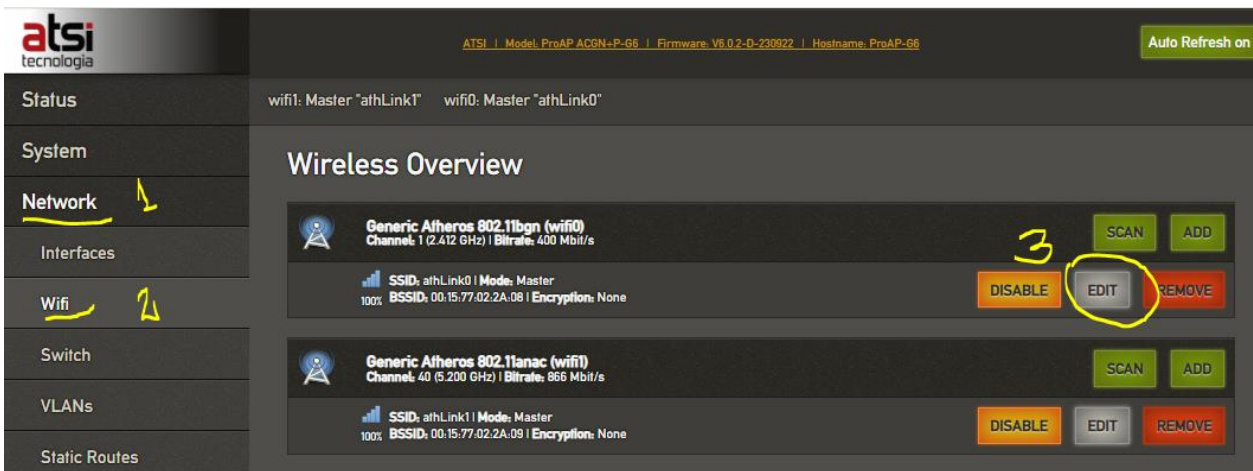 atsi
tecnologia
ATSI | Model: ProAP ACGN+P-G6 | Firmware: V6.0.2-D-230922 | Hostname: ProAP-G6
Auto Refresh on
Status
wifi1: Master "athLink1" wifi0: Master "athLink0"
System
Wireless Overview
Network 1
Generic Atheros 802.11bgn (wifi0)
Channel: 1 (2.412 GHz) | Bitrate: 400 Mbit/s
SCAN ADD
Interfaces
3
SSID: athLink0 | Mode: Master
100% BSSID: 00:15:77:02:2A:08 | Encryption: None
DISABLE EDIT REMOVE
Wifi 2
Switch
Generic Atheros 802.11anac (wifi1)
Channel: 40 (5.200 GHz) | Bitrate: 866 Mbit/s
SCAN ADD
VLANs
SSID: athLink1 | Mode: Master
100% BSSID: 00:15:77:02:2A:09 | Encryption: None
DISABLE EDIT REMOVE
Static Routes